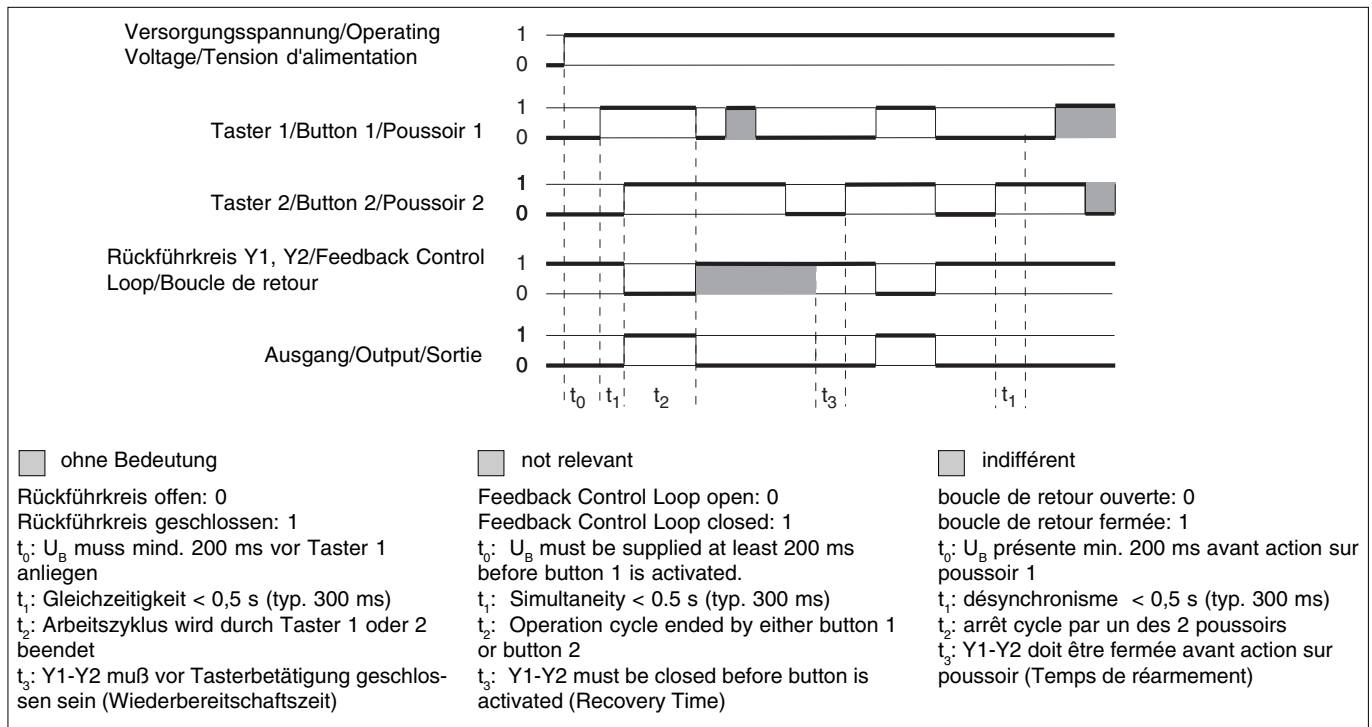 Versorgungsspannung/Operating
Voltage/Tension d'alimentation
1
0
Taster 1/Button 1/Poussoir 1
1
0
Taster 2/Button 2/Poussoir 2
1
0
Rückführkreis Y1, Y2/Feedback Control
Loop/Boucle de retour
1
0
Ausgang/Output/Sortie
1
0
t0 t1 t2 t3 t1
ohne Bedeutung
Rückführkreis offen: 0
Rückführkreis geschlossen: 1
t0: UB muss mind. 200 ms vor Taster 1
anliegen
t1: Gleichzeitigkeit < 0,5 s (typ. 300 ms)
t2: Arbeitszyklus wird durch Taster 1 oder 2
beendet
t3: Y1-Y2 muß vor Tasterbetätigung geschlos-
sen sein (Wiederbereitschaftszeit)
not relevant
Feedback Control Loop open: 0
Feedback Control Loop closed: 1
t0: UB must be supplied at least 200 ms
before button 1 is activated.
t1: Simultaneity < 0.5 s (typ. 300 ms)
t2: Operation cycle ended by either button 1
or button 2
t3: Y1-Y2 must be closed before button is
activated (Recovery Time)
indifférent
boucle de retour ouverte: 0
boucle de retour fermée: 1
t0: UB présente min. 200 ms avant action sur
poussoir 1
t1: désynchronisme < 0,5 s (typ. 300 ms)
t2: arrêt cycle par un des 2 poussoirs
t3: Y1-Y2 doit être fermée avant action sur
poussoir (Temps de réarmement)